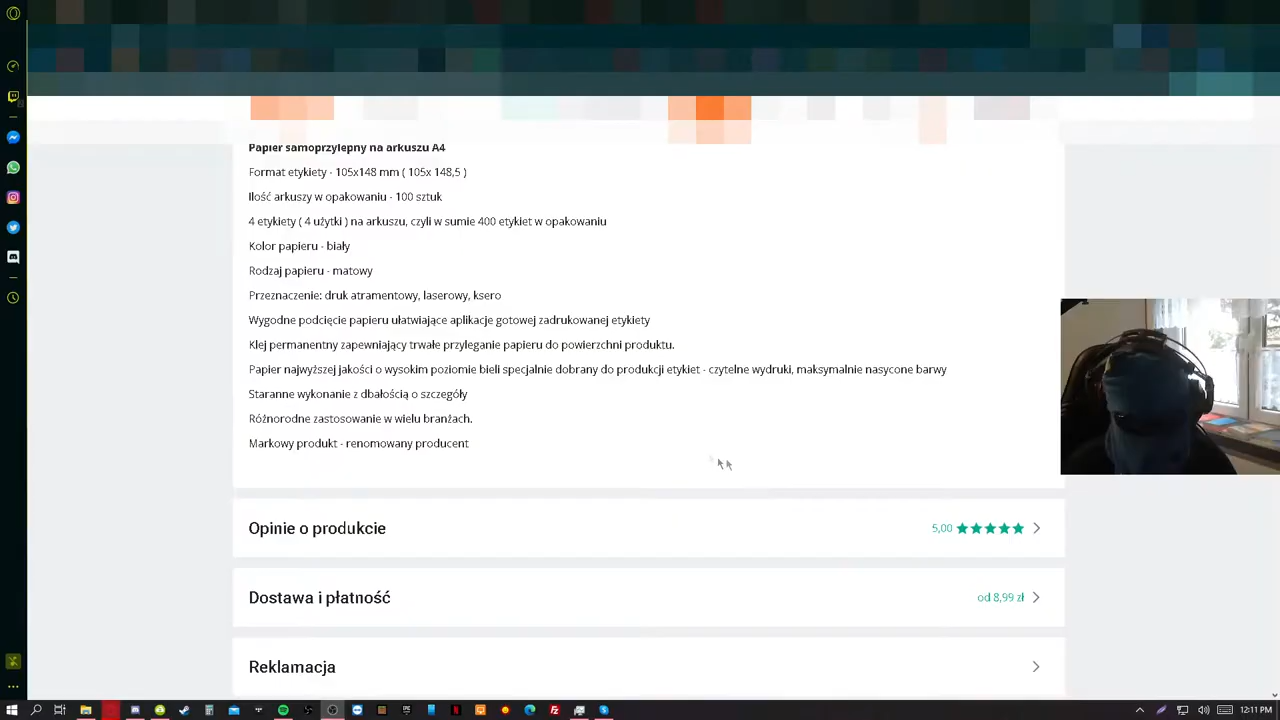 Papier samoprzylepny na arkuszu A4
Format etykiety - 105x148 mm ( 105x 148,5 )
Ilość arkuszy w opakowaniu - 100 sztuk
4 etykiety ( 4 użytki ) na arkuszu, czyli w sumie 400 etykiet w opakowaniu
Kolor papieru - biały
Rodzaj papieru - matowy
Przeznaczenie: druk atramentowy, laserowy, ksero
Wygodne podcięcie papieru ułatwiające aplikacje gotowej zadrukowanej etykiety
Klej permanentny zapewniający trwałe przyleganie papieru do powierzchni produktu.
Papier najwyższej jakości o wysokim poziomie bieli specjalnie dobrany do produkcji etykiet - czytelne wydruki, maksymalnie nasycone barwy
Staranne wykonanie z dbałością o szczegóły
Różnorodne zastosowanie w wielu branżach.
Markowy produkt - renomowany producent
Opinie o produkcie 5,00
Dostawa i płatność od 8,99 zł
Reklamacja
12:11 PM